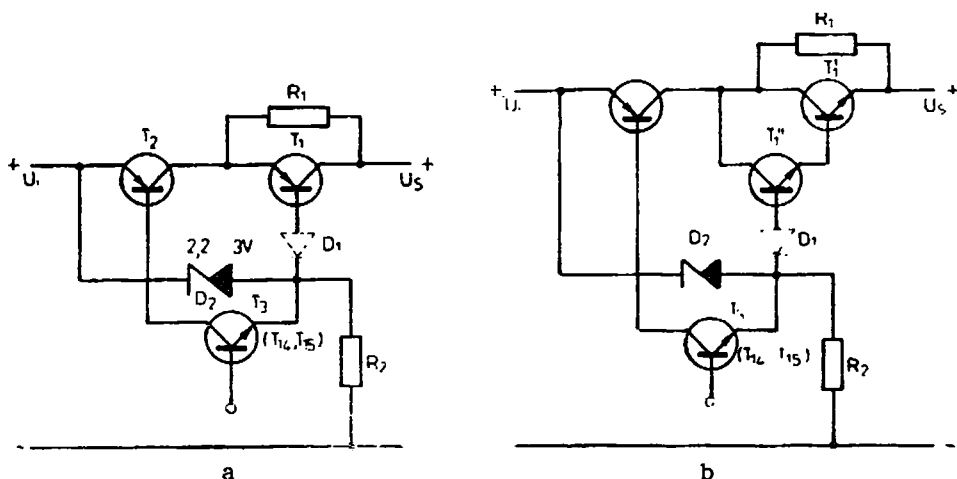 R₁
T₂
T₁
+
U
+
Uₛ
D₁
2,2 3V
D₂
T₃
(T₁₄, T₁₅)
R₂
-
-
a
R₁
T₁'
+
U
+
Uₛ
T₁''
D₂
D₁
(T₁₄ T₁₅)
R₂
-
-
b